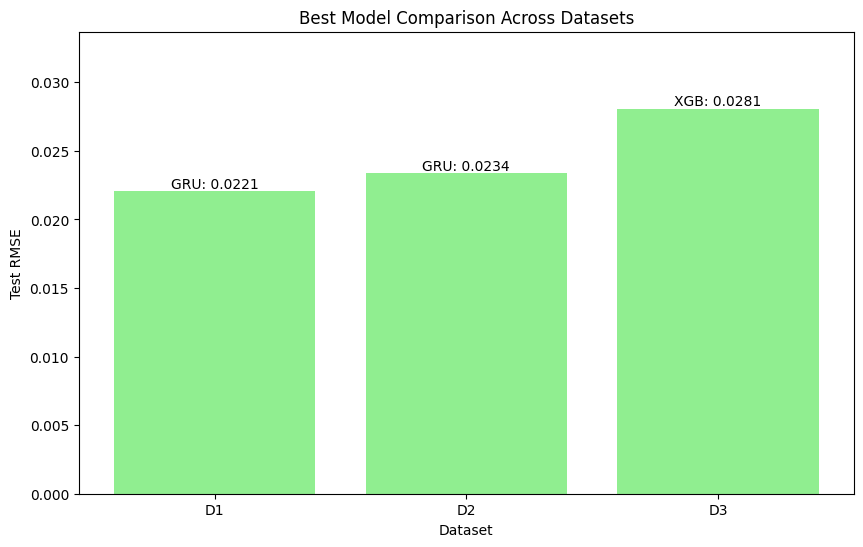 Best Model Comparison Across Datasets
Test RMSE
0.030
0.025
0.020
0.015
0.010
0.005
0.000
GRU: 0.0221
GRU: 0.0234
XGB: 0.0281
D1
D2
D3
Dataset